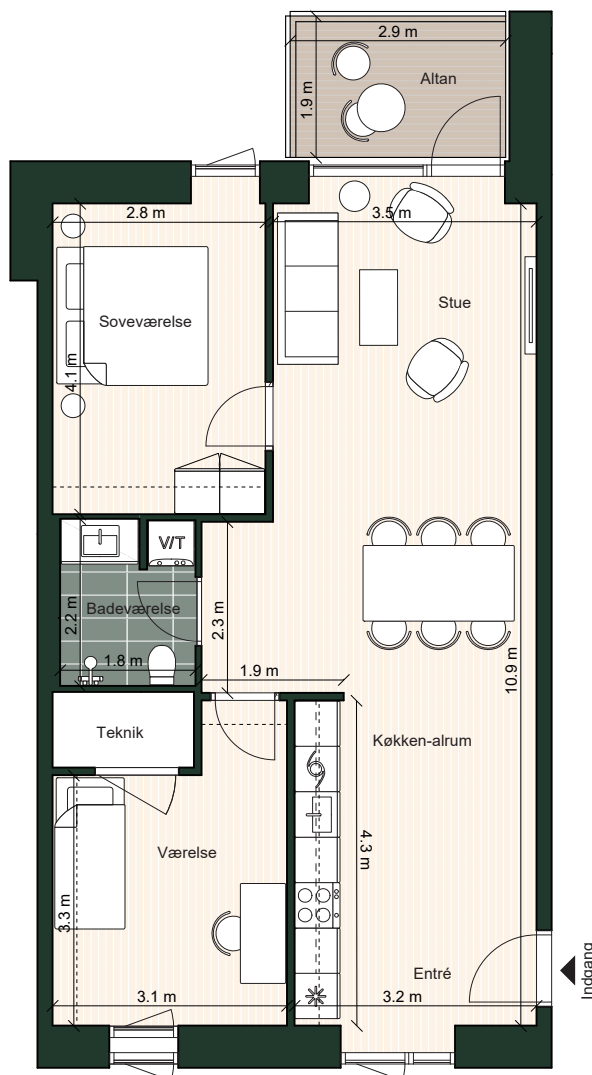 2.9 m
Altan
1.9 m
2.8 m
3.5 m
Soveværelse
Stue
4.1 m
V/T
Badeværelse
2.2 m
1.8 m
2.3 m
1.9 m
10.9 m
Teknik
Køkken-alrum
Værelse
4.3 m
3.3 m
Entré
3.1 m
3.2 m
Indgang